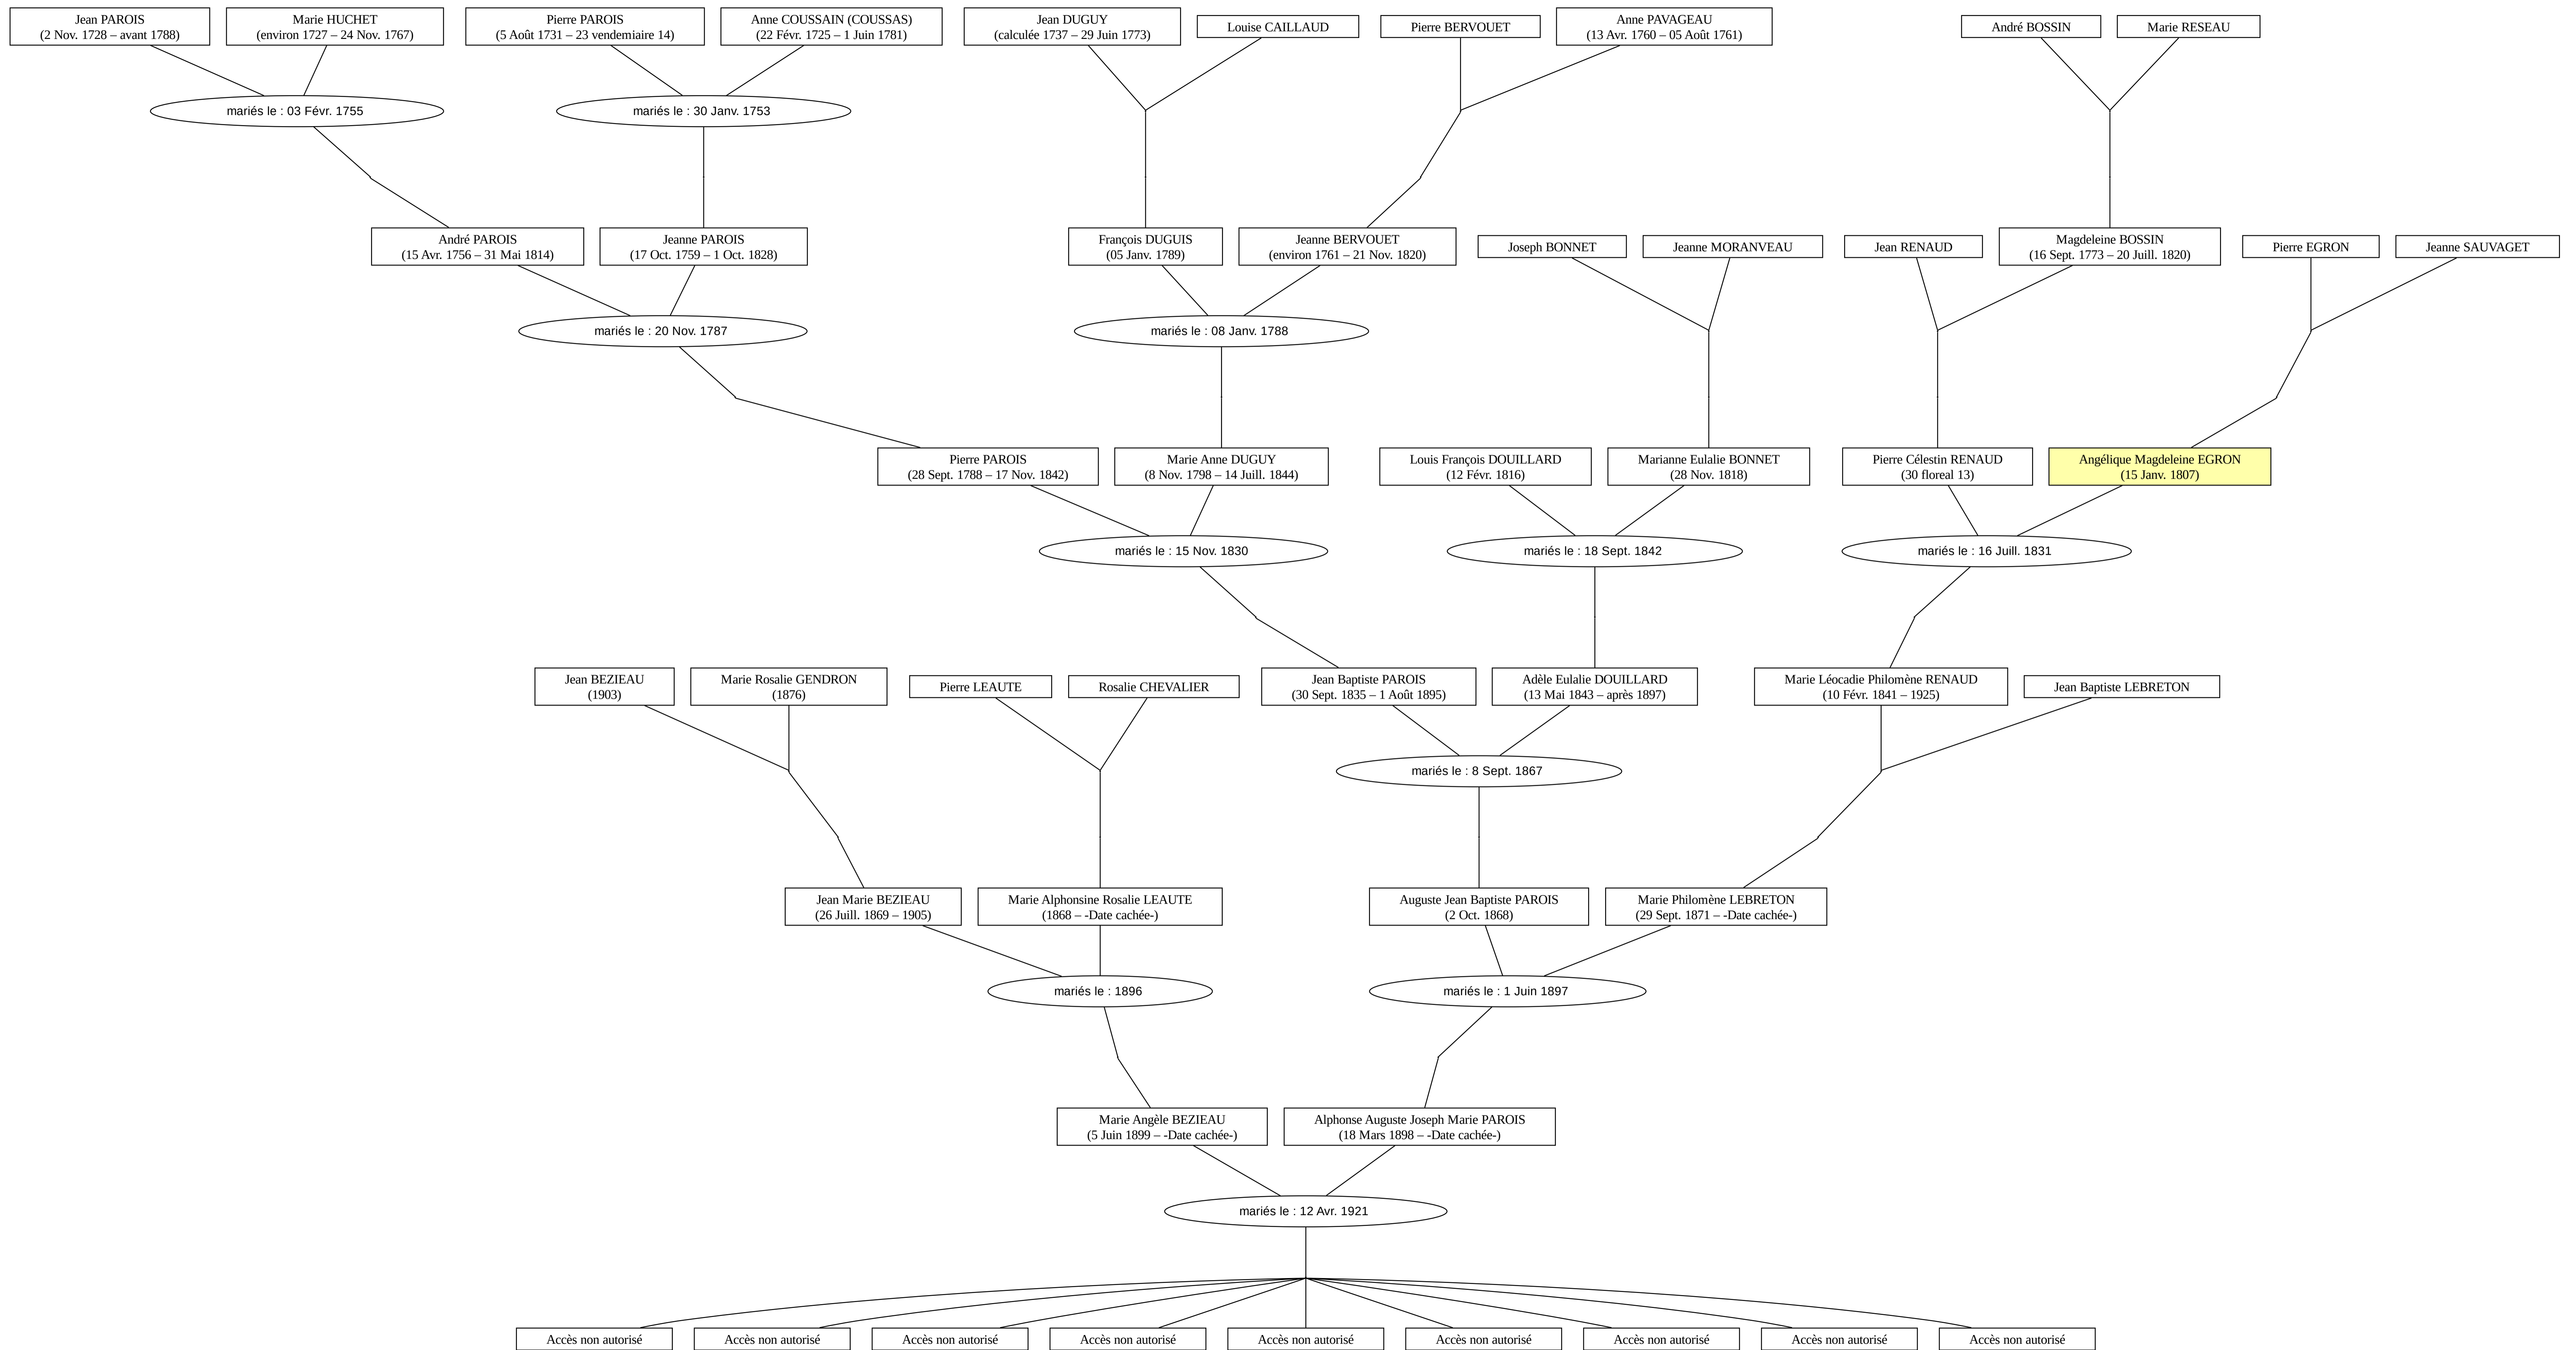 Jean PAROIS
(2 Nov. 1728 – avant 1788)
Marie HUCHET
(environ 1727 – 24 Nov. 1767)
Pierre PAROIS
(5 Août 1731 – 23 vendemiaire 14)
Anne COUSSAIN (COUSSAS)
(22 Févr. 1725 – 1 Juin 1781)
Jean DUGUY
(calculée 1737 – 29 Juin 1773)
Louise CAILLAUD
Pierre BERVOUET
Anne PAVAGEAU
(13 Avr. 1760 – 05 Août 1761)
André BOSSIN
Marie RESEAU
mariés le : 03 Févr. 1755
mariés le : 30 Janv. 1753
André PAROIS
(15 Avr. 1756 – 31 Mai 1814)
Jeanne PAROIS
(17 Oct. 1759 – 1 Oct. 1828)
François DUGUIS
(05 Janv. 1789)
Jeanne BERVOUET
(environ 1761 – 21 Nov. 1820)
Joseph BONNET
Jeanne MORANVEAU
Jean RENAUD
Magdeleine BOSSIN
(16 Sept. 1773 – 20 Juill. 1820)
Pierre EGRON
Jeanne SAUVAGET
mariés le : 20 Nov. 1787
mariés le : 08 Janv. 1788
Pierre PAROIS
(28 Sept. 1788 – 17 Nov. 1842)
Marie Anne DUGUY
(8 Nov. 1798 – 14 Juill. 1844)
Louis François DOUILLARD
(12 Févr. 1816)
Marianne Eulalie BONNET
(28 Nov. 1818)
Pierre Célestin RENAUD
(30 floreal 13)
Angélique Magdeleine EGRON
(15 Janv. 1807)
mariés le : 15 Nov. 1830
mariés le : 18 Sept. 1842
mariés le : 16 Juill. 1831
Jean BEZIEAU
(1903)
Marie Rosalie GENDRON
(1876)
Pierre LEAUTE
Rosalie CHEVALIER
Jean Baptiste PAROIS
(30 Sept. 1835 – 1 Août 1895)
Adèle Eulalie DOUILLARD
(13 Mai 1843 – après 1897)
Marie Léocadie Philomène RENAUD
(10 Févr. 1841 – 1925)
Jean Baptiste LEBRETON
mariés le : 8 Sept. 1867
Jean Marie BEZIEAU
(26 Juill. 1869 – 1905)
Marie Alphonsine Rosalie LEAUTE
(1868 – -Date cachée-)
Auguste Jean Baptiste PAROIS
(2 Oct. 1868)
Marie Philomène LEBRETON
(29 Sept. 1871 – -Date cachée-)
mariés le : 1896
mariés le : 1 Juin 1897
Marie Angèle BEZIEAU
(5 Juin 1899 – -Date cachée-)
Alphonse Auguste Joseph Marie PAROIS
(18 Mars 1898 – -Date cachée-)
mariés le : 12 Avr. 1921
Accès non autorisé
Accès non autorisé
Accès non autorisé
Accès non autorisé
Accès non autorisé
Accès non autorisé
Accès non autorisé
Accès non autorisé
Accès non autorisé